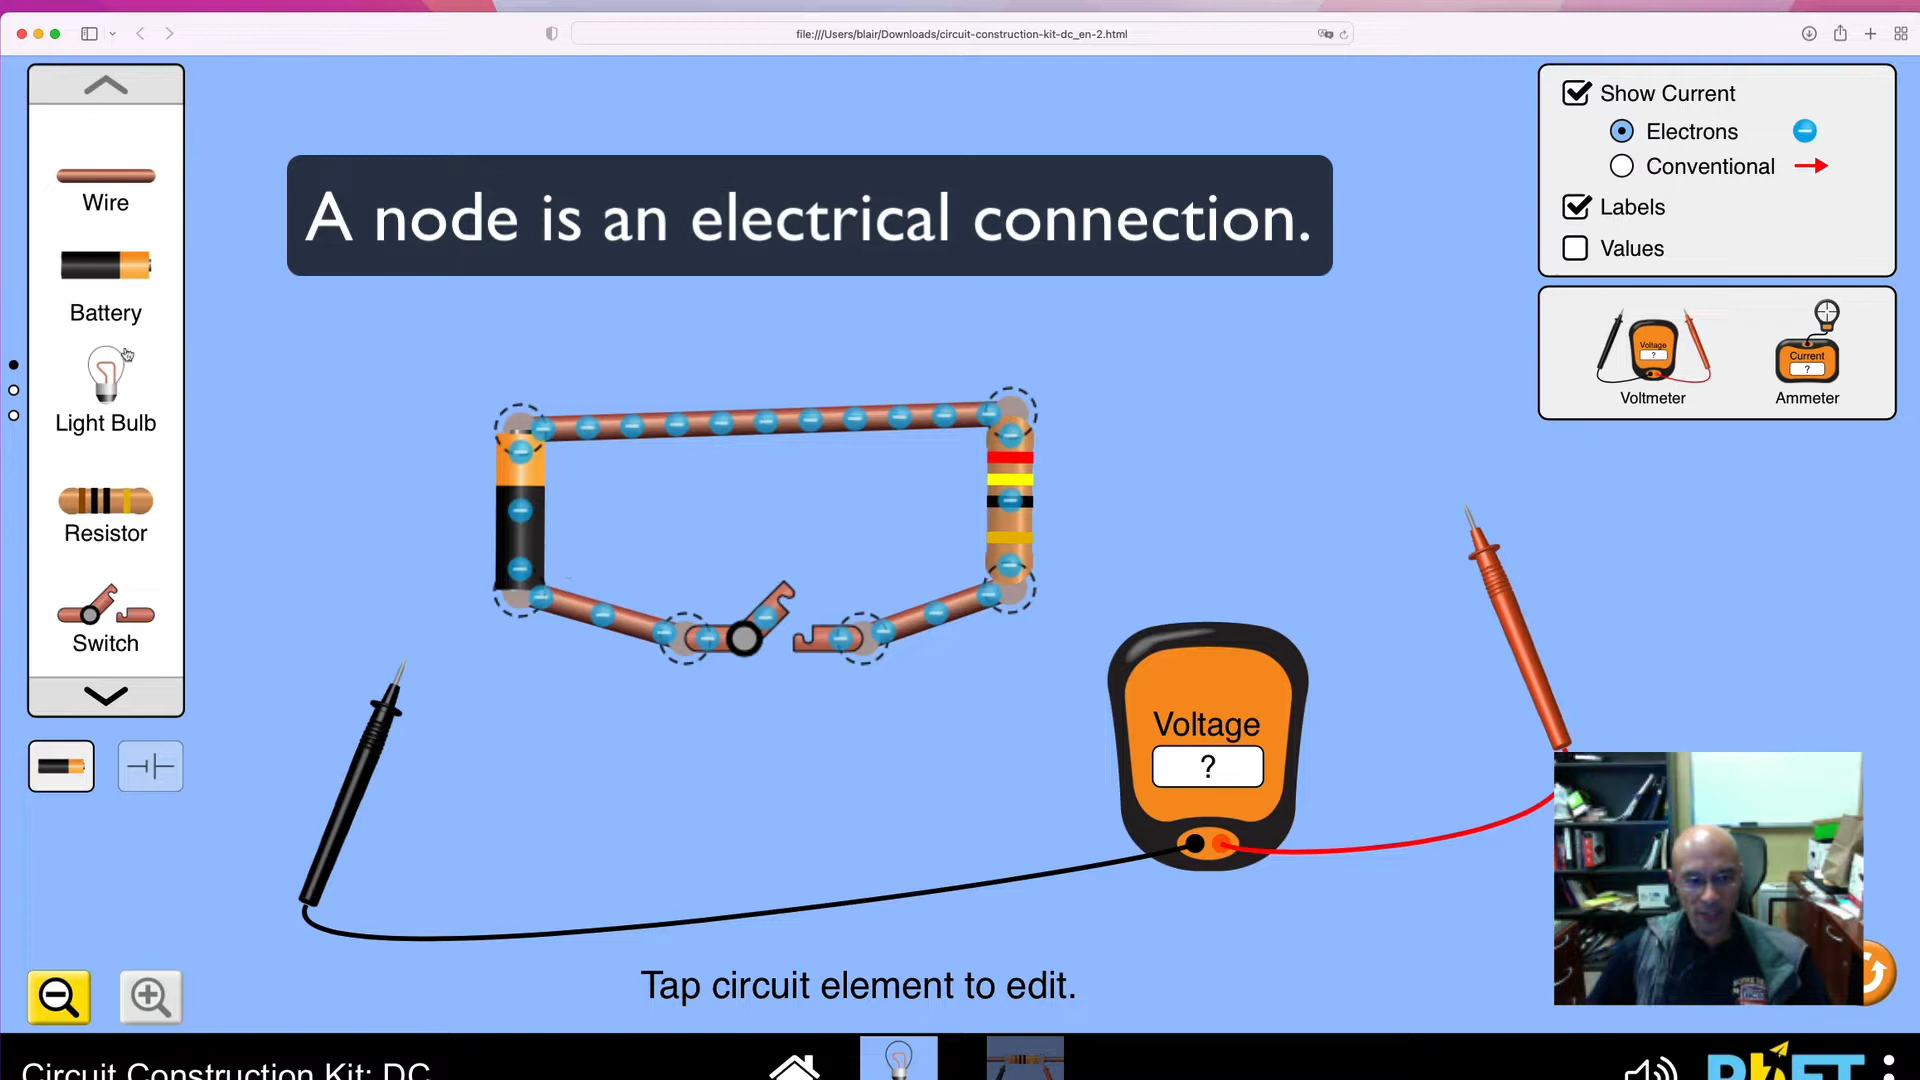 file:///Users/blair/Downloads/circuit-construction-kit-dc_en-2.html
Wire
Battery
Light Bulb
Resistor
Switch
A node is an electrical connection.
Show Current
Electrons
Conventional
Labels
Values
Voltage
?
Voltmeter
Current
?
Ammeter
Voltage
?
Tap circuit element to edit.
Circuit Construction Kit: DC
PhET